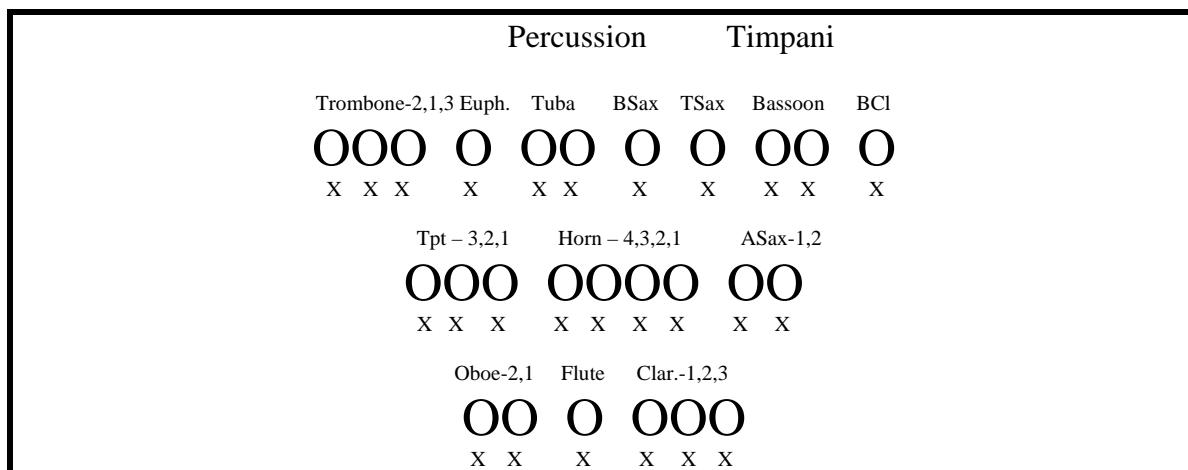 Percussion Timpani
Trombone-2,1,3 Euph. Tuba BSax TSax Bassoon BCl
OOO O OO O O OO O
X X X X X X X X X X X
Tpt – 3,2,1 Horn – 4,3,2,1 ASax-1,2
OOO OOOO OO
X X X X X X X X X
Oboe-2,1 Flute Clar.-1,2,3
OO O OOO
X X X X X X